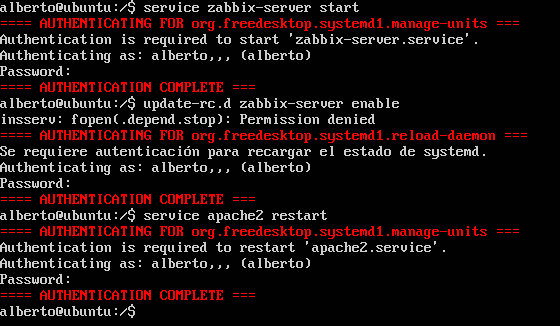 alberto@ubuntu:/$ service zabbix-server start
==== AUTHENTICATING FOR org.freedesktop.systemd1.manage-units ===
Authentication is required to start 'zabbix-server.service'.
Authenticating as: alberto,,, (alberto)
Password:
==== AUTHENTICATION COMPLETE ===
alberto@ubuntu:/$ update-rc.d zabbix-server enable
insserv: fopen(.depend.stop): Permission denied
==== AUTHENTICATING FOR org.freedesktop.systemd1.reload-daemon ===
Se requiere autenticación para recargar el estado de systemd.
Authenticating as: alberto,,, (alberto)
Password:
==== AUTHENTICATION COMPLETE ===
alberto@ubuntu:/$ service apache2 restart
==== AUTHENTICATING FOR org.freedesktop.systemd1.manage-units ===
Authentication is required to restart 'apache2.service'.
Authenticating as: alberto,,, (alberto)
Password:
==== AUTHENTICATION COMPLETE ===
alberto@ubuntu:/$